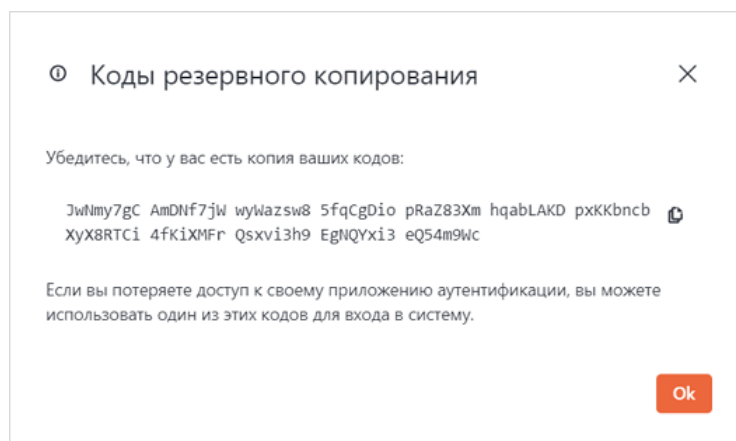 Коды резервного копирования
Убедитесь, что у вас есть копия ваших кодов:
JwNmy7gC AmDNf7jW wyWazsw8 5fqCgDio pRaZ83Xm hqabLAKD pxKKbncb
XyX8RTCi 4fKiXMFr Qsxvi3h9 EgNQYxi3 eQ54m9Wc
Если вы потеряете доступ к своему приложению аутентификации, вы можете
использовать один из этих кодов для входа в систему.
Ok